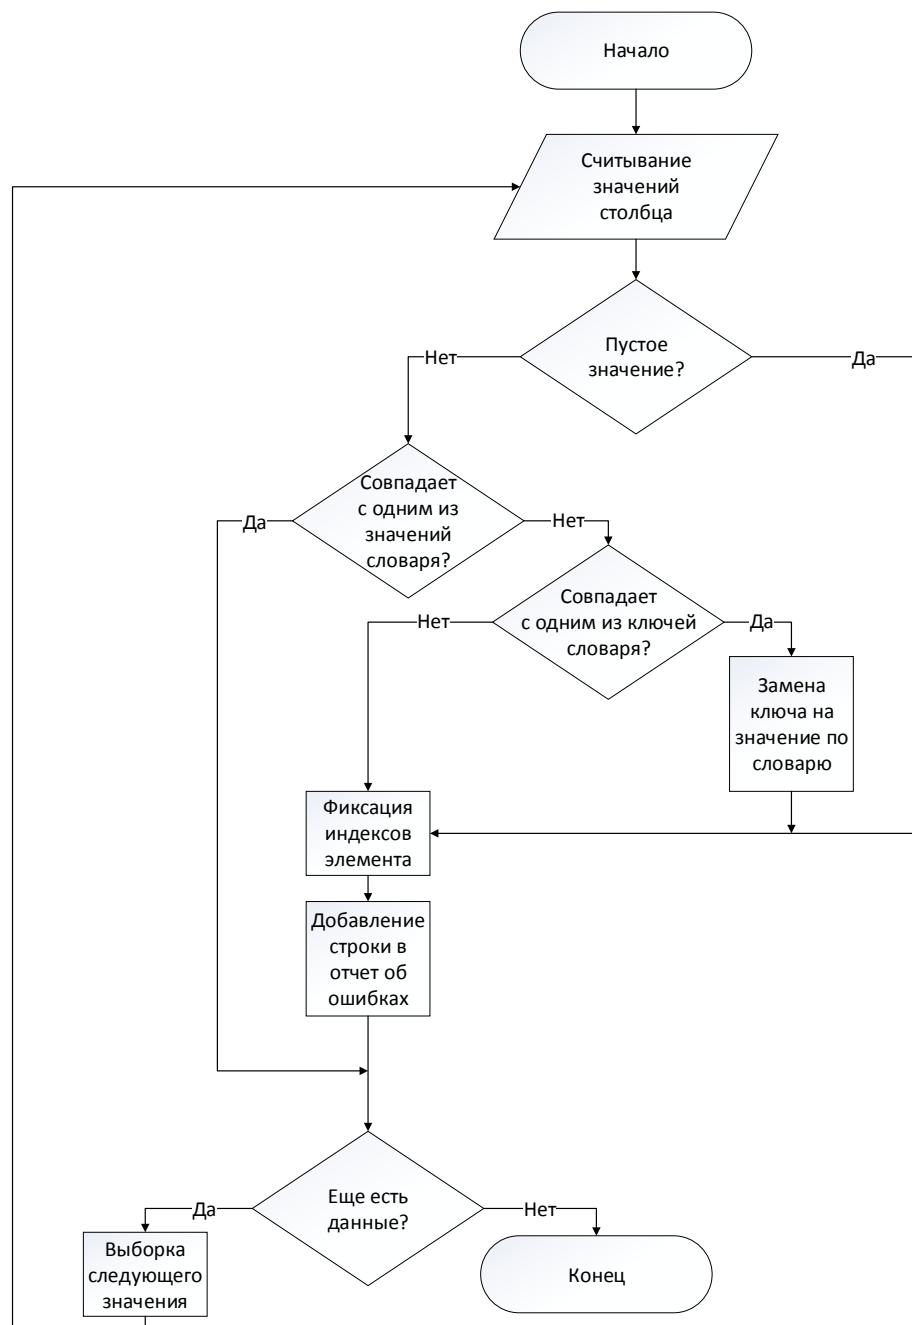 Начало
Считывание
значений
столбца
Пустое
значение?
Нет
Да
Совпадает
с одним из
значений
словаря?
Да
Нет
Совпадает
с одним из ключей
словаря?
Нет
Да
Замена
ключа на
значение по
словарю
Фиксация
индексов
элемента
Добавление
строки в
отчет об
ошибках
Еще есть
данные?
Да
Нет
Выборка
следующего
значения
Конец